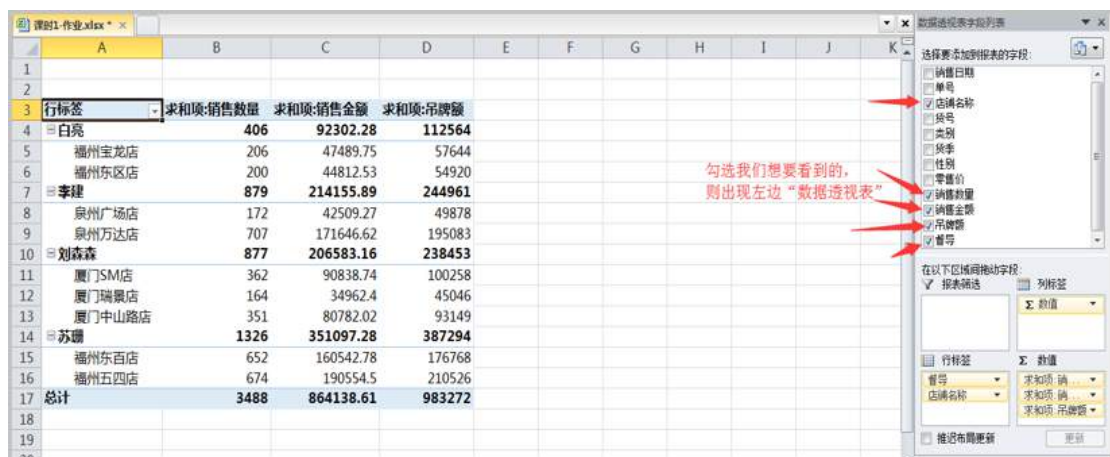 课时1-作业.xlsx * ×
数据透视表字段列表
A B C D E F G H I J K
选择要添加到报表的字段:
1
2
3 行标签 求和项:销售数量 求和项:销售金额 求和项:吊牌额
4 白亮 406 92302.28 112564
5 福州宝龙店 206 47489.75 57644
6 福州东区店 200 44812.53 54920
7 李建 879 214155.89 244961
8 泉州广场店 172 42509.27 49878
9 泉州万达店 707 171646.62 195083
10 刘森森 877 206583.16 238453
11 厦门SM店 362 90838.74 100258
12 厦门瑞景店 164 34962.4 45046
13 厦门中山路店 351 80782.02 93149
14 苏珊 1326 351097.28 387294
15 福州东百店 652 160542.78 176768
16 福州五四店 674 190554.5 210526
17 总计 3488 864138.61 983272
18
19
勾选我们想要看到的,
则出现左边“数据透视表”
销售日期
单号
店铺名称
货号
类别
货季
性别
零售价
销售数量
销售金额
吊牌额
督导
在以下区域间拖动字段:
报表筛选 列标签
Σ 数值
行标签 Σ 数值
督导 求和项:销...
店铺名称 求和项:销...
求和项:吊牌额
推迟布局更新 更新